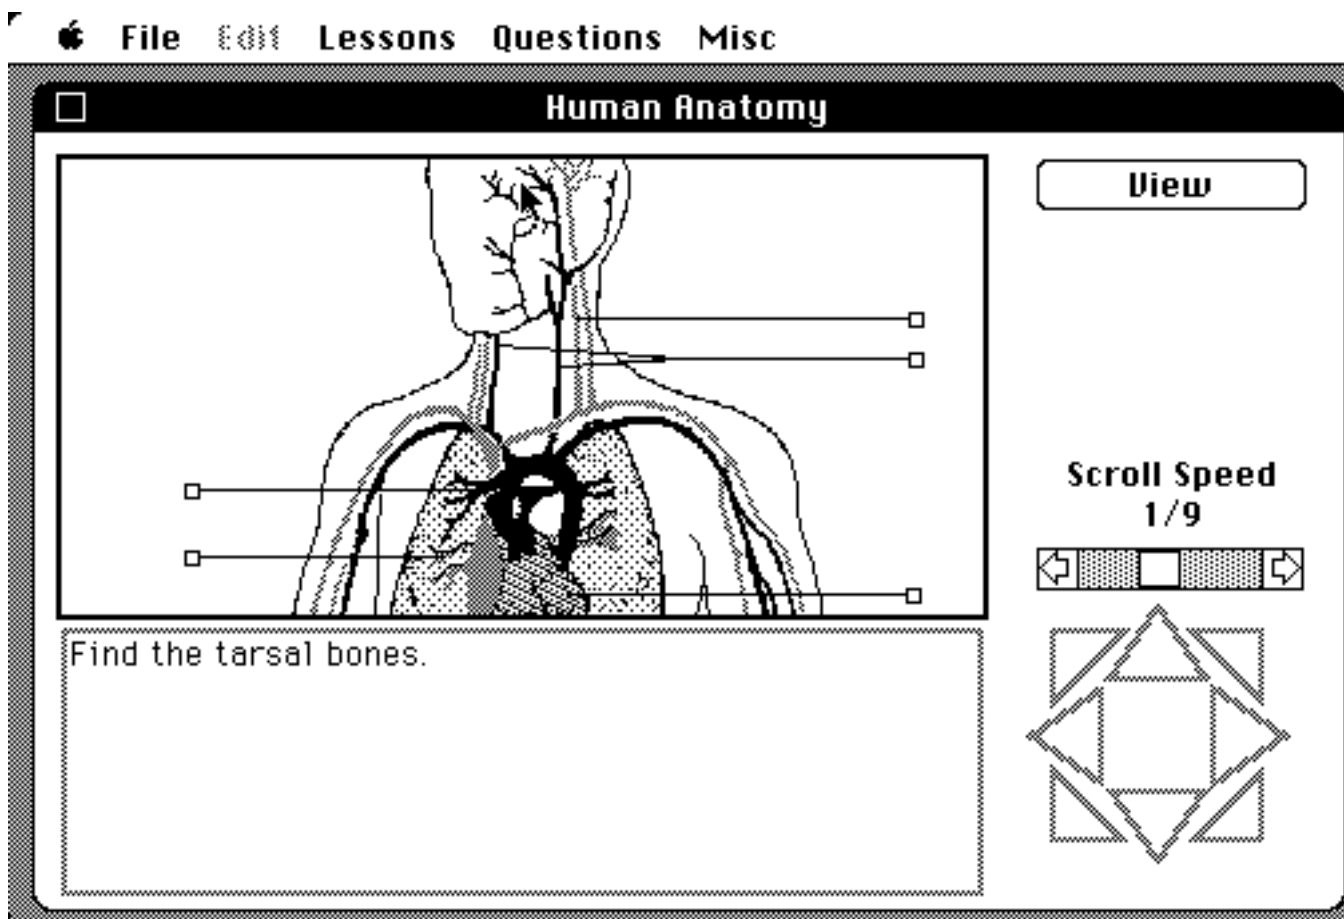 File Edit Lessons Questions Misc
Human Anatomy
View
Scroll Speed
1/9
Find the tarsal bones.